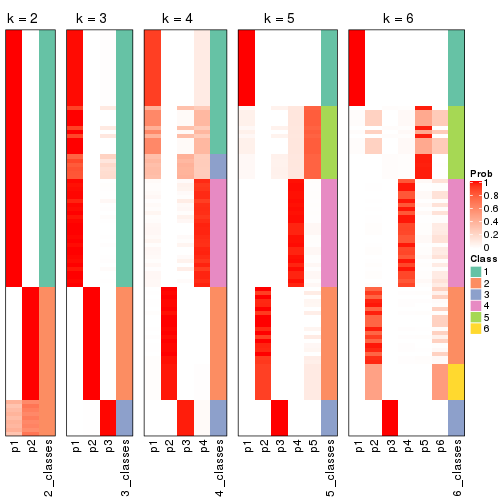 k = 2
k = 3
k = 4
k = 5
k = 6
p1
p2
2_classes
p1
p2
p3
3_classes
p1
p2
p3
p4
4_classes
p1
p2
p3
p4
p5
5_classes
p1
p2
p3
p4
p5
p6
6_classes
Prob
1
0.8
0.6
0.4
0.2
0
Class
1
2
3
4
5
6